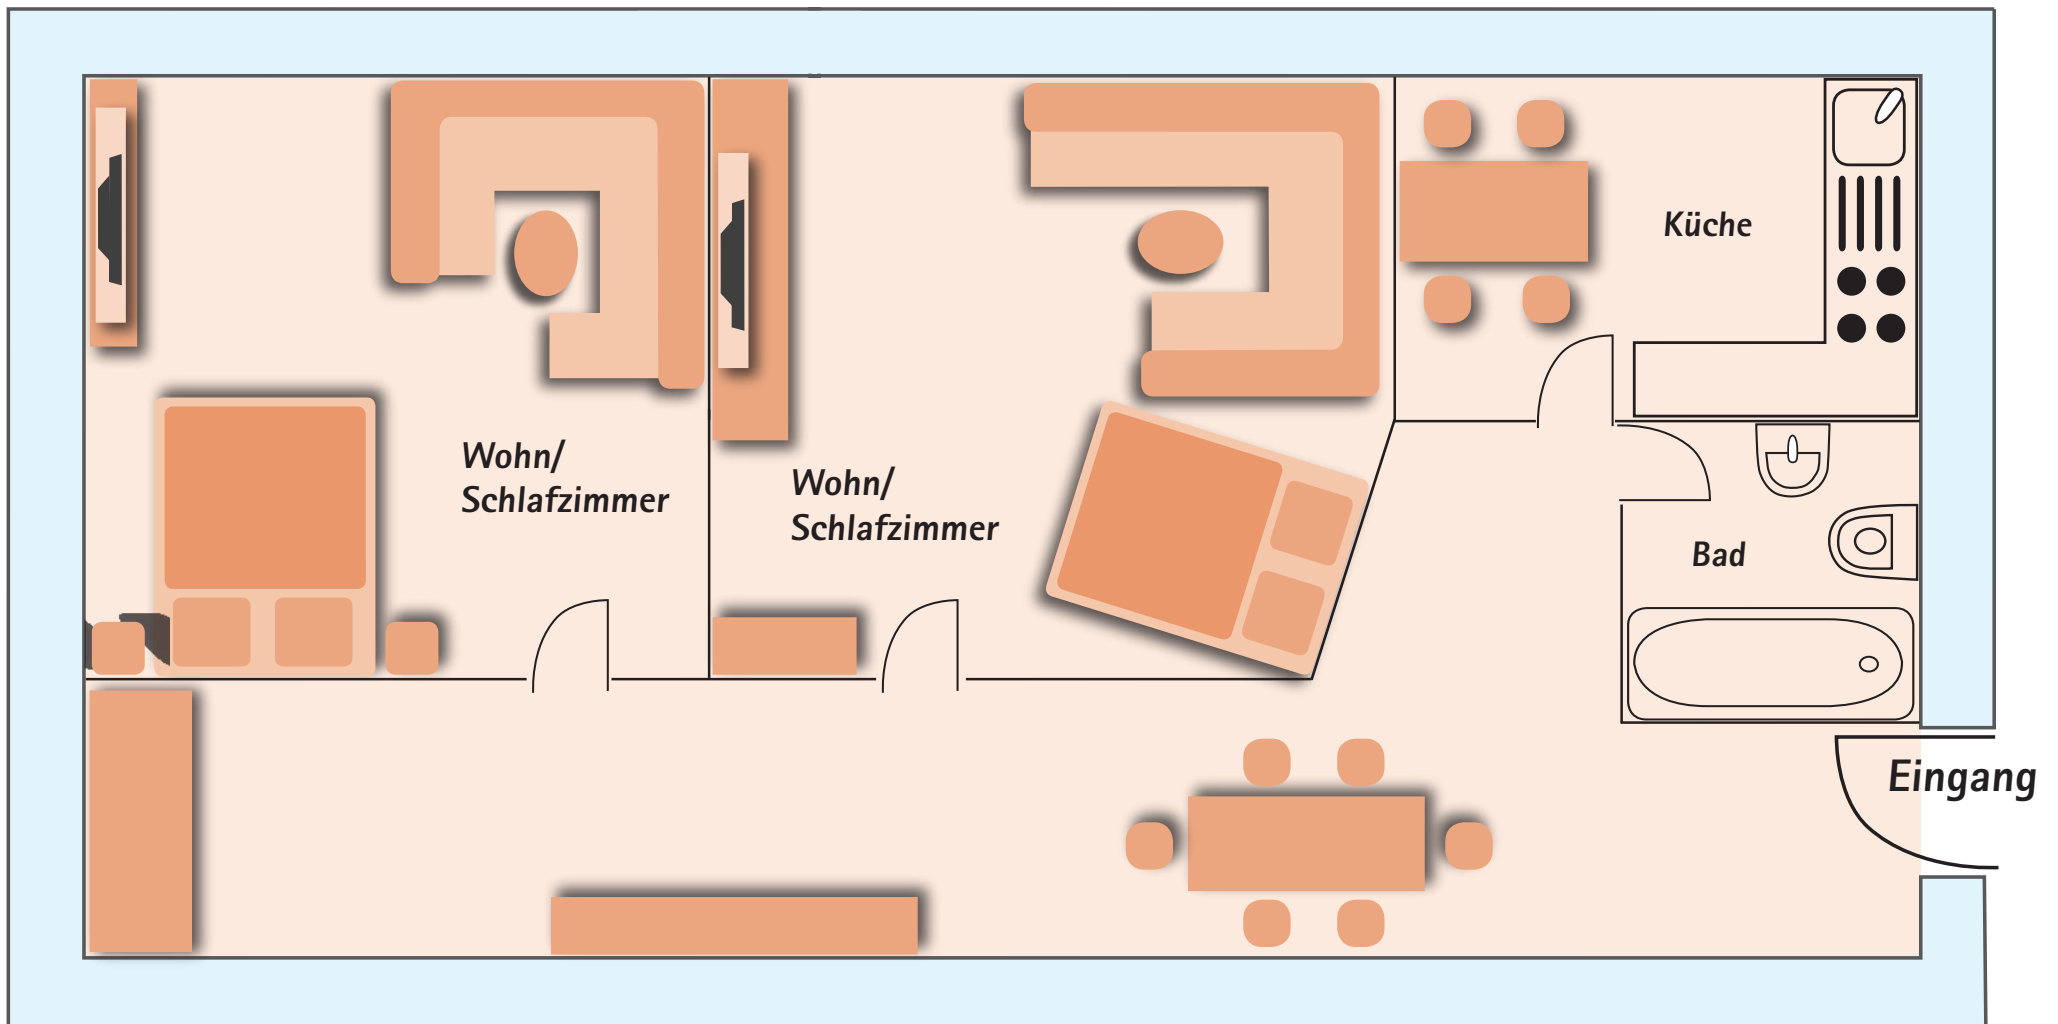 Küche
Wohn/
Schlafzimmer
Wohn/
Schlafzimmer
Bad
Eingang